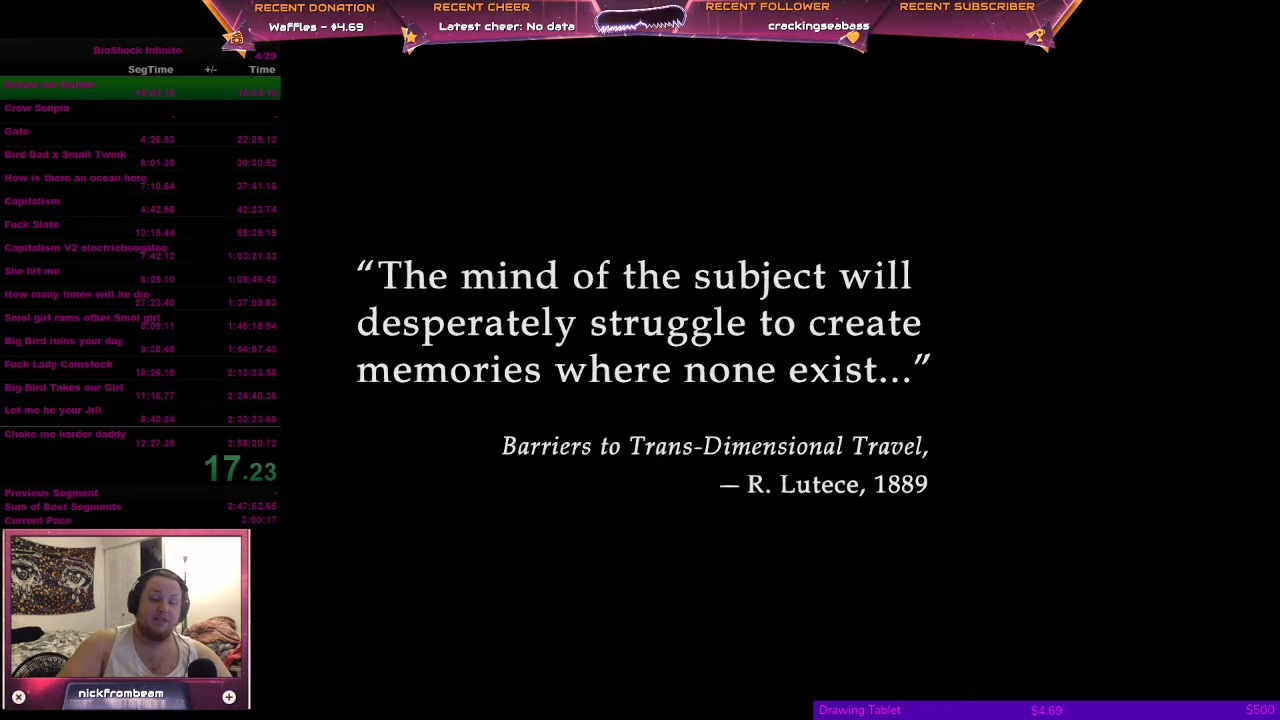 RECENT DONATION
Waffles - $4.69
RECENT CHEER
Latest cheer: No data
RECENT FOLLOWER
crackingseabass
RECENT SUBSCRIBER
BioShock Infinite
4/29
SegTime +/- Time
Crow Senpia
- -
Gate
4:26.93 22:29.12
Bird Dad x Small Twink
8:01.39 30:30.52
How is there an ocean here
7:10.64 37:41.16
Capitalism
4:42.58 42:23.74
Fuck Slate
13:15.44 55:39.19
Capitalism V2 electricboogaloo
7:42.12 1:03:21.32
She hit me
6:25.10 1:09:46.42
How many times will he die
27:23.40 1:37:09.83
Smol girl rams other Smol girl
8:09.11 1:45:18.94
Big Bird ruins your day
9:38.48 1:54:57.43
Fuck Lady Comstock
18:26.15 2:13:23.58
Big Bird Takes our Girl
11:16.77 2:24:40.36
Let me be your Jill
8:43.24 2:33:23.60
Choke me harder daddy
12:27.25 2:58:20.72
17.23
Previous Segment -
Sum of Best Segments 2:47:52.65
Current Pace 3:00:17
“The mind of the subject will
desperately struggle to create
memories where none exist...”
Barriers to Trans-Dimensional Travel,
— R. Lutece, 1889
nickfrombeam
Drawing Tablet $4.69 $500